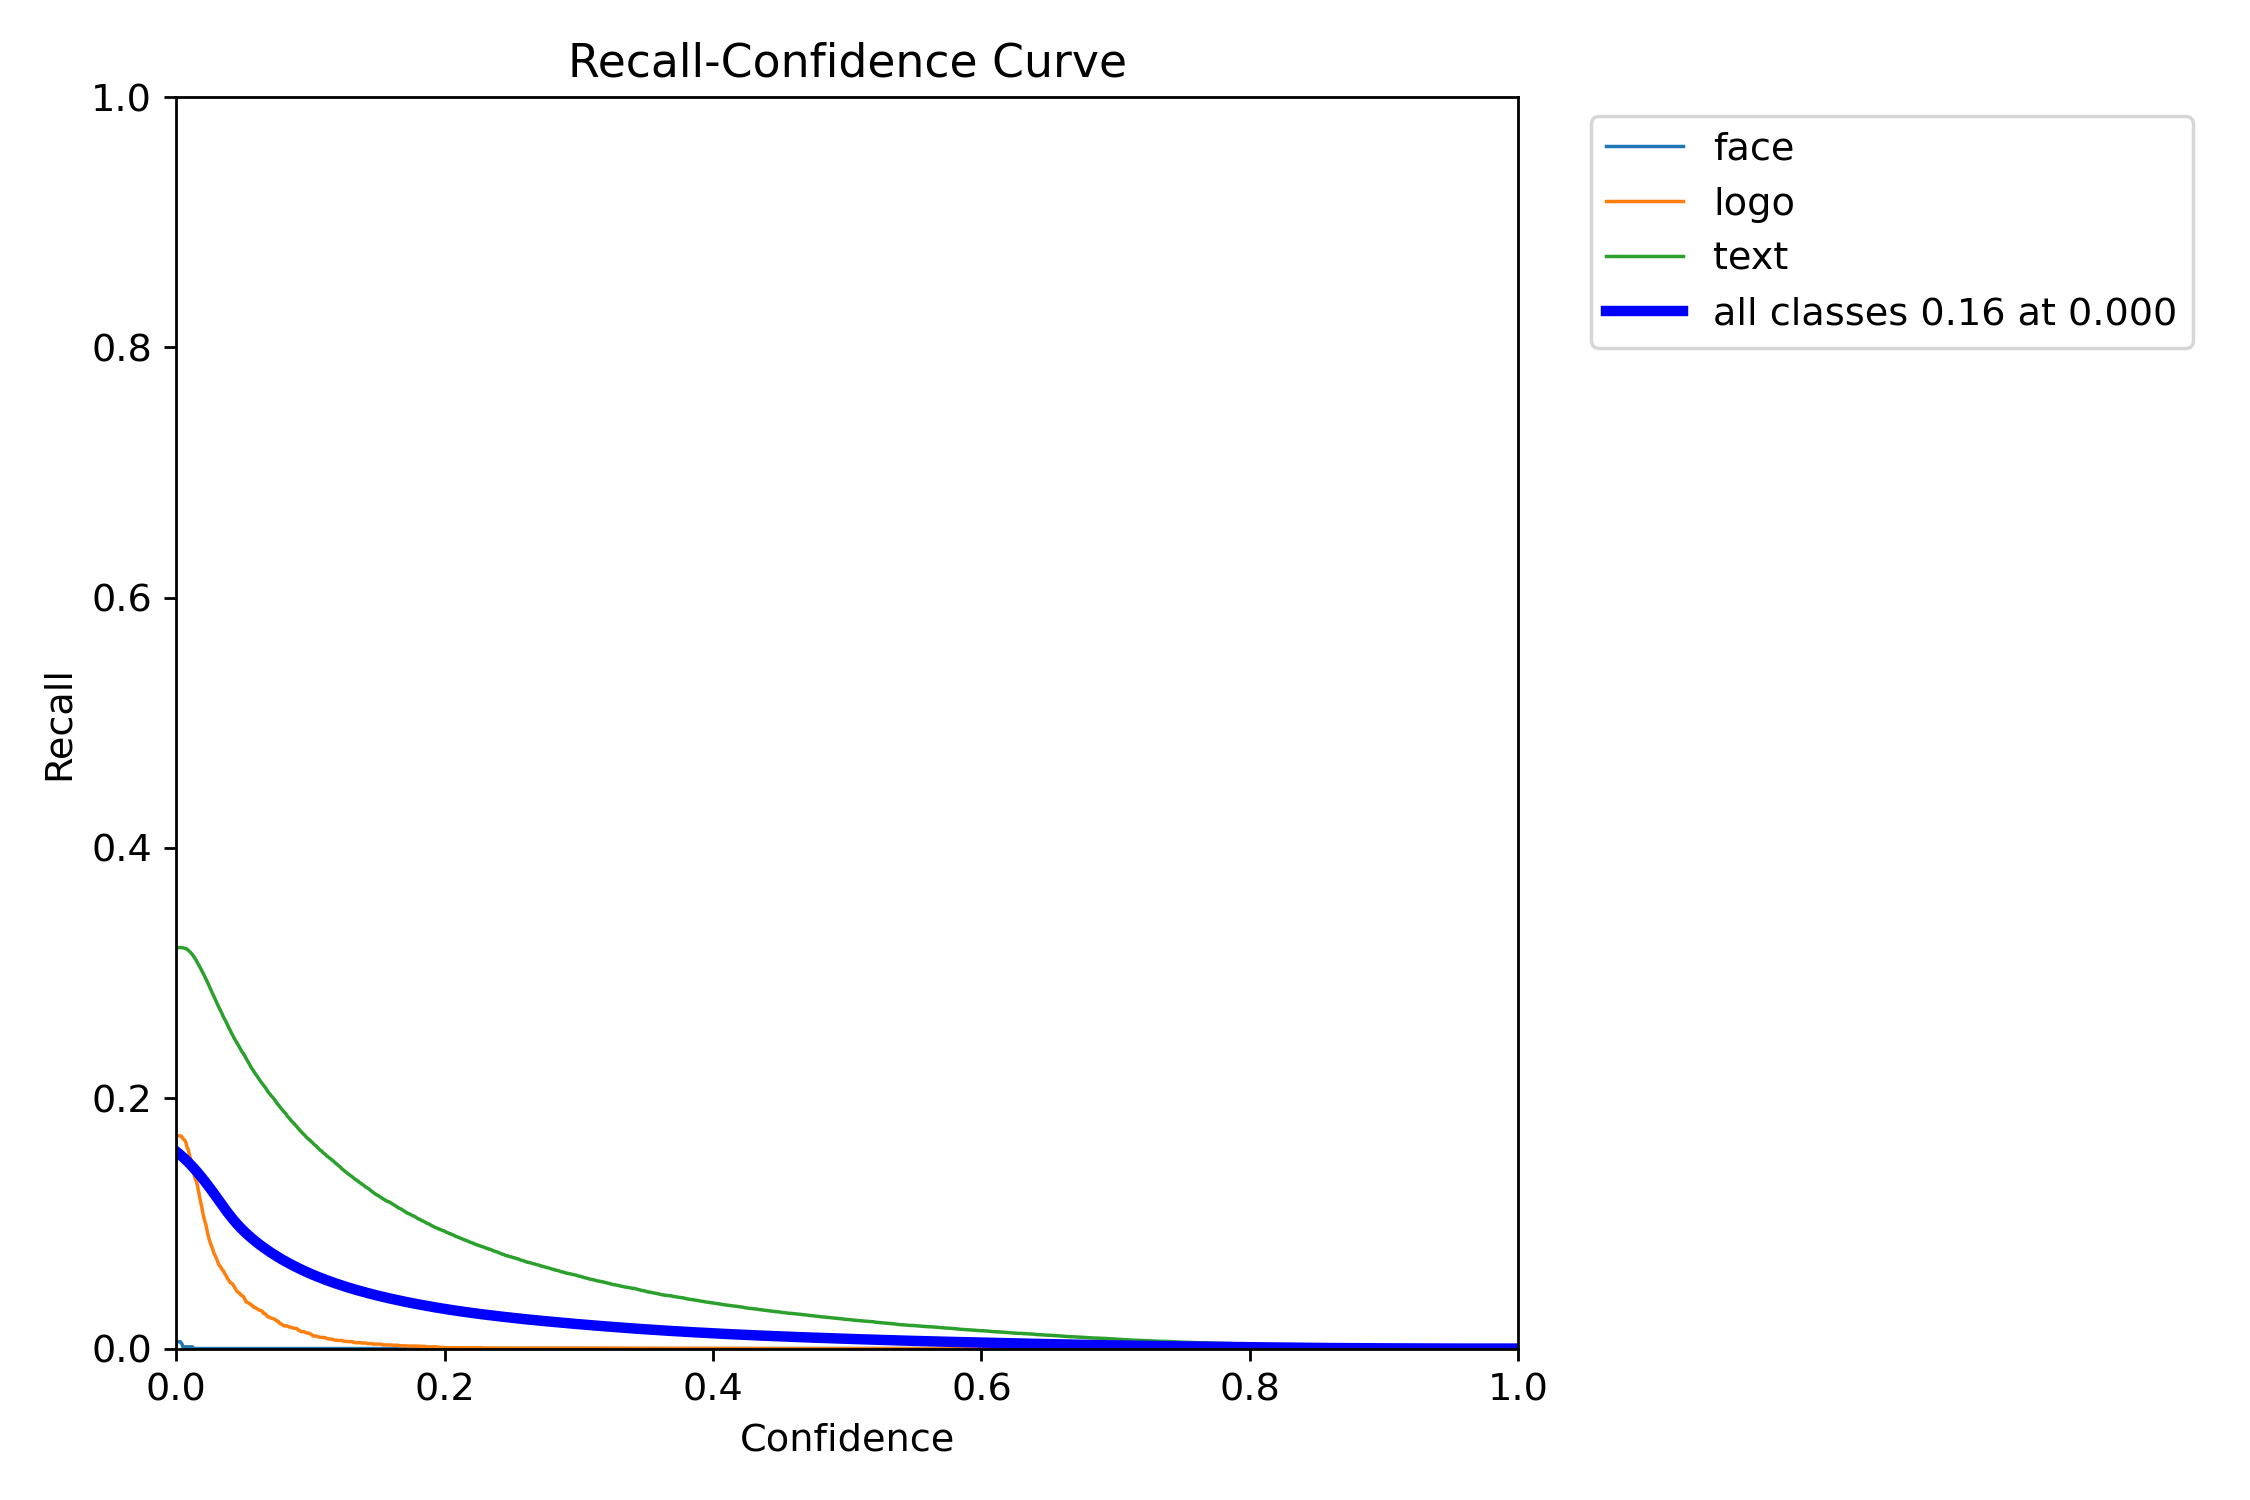 Recall-Confidence Curve
1.0
0.8
0.6
0.4
0.2
0.0
Recall
0.0 0.2 0.4 0.6 0.8 1.0
Confidence
face
logo
text
all classes 0.16 at 0.000